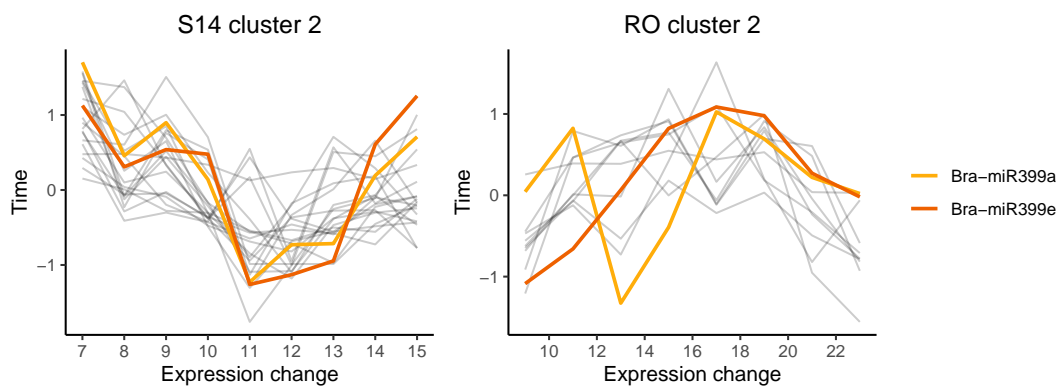 S14 cluster 2
RO cluster 2
Time
1
0
−1
7 8 9 10 11 12 13 14 15
Expression change
Time
1
0
−1
10 12 14 16 18 20 22
Expression change
Bra−miR399a
Bra−miR399e